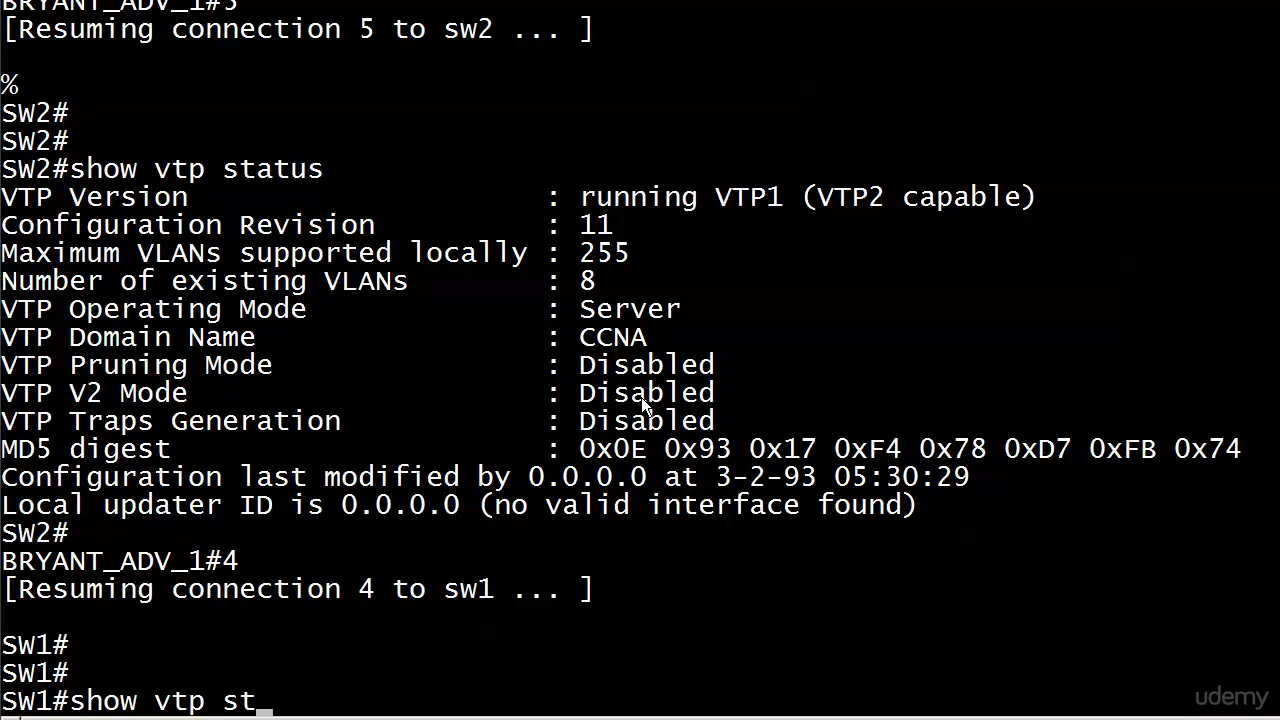 BRYANT_ADV_1#5
[Resuming connection 5 to sw2 ... ]
%
SW2#
SW2#
SW2#show vtp status
VTP Version                     : running VTP1 (VTP2 capable)
Configuration Revision          : 11
Maximum VLANs supported locally : 255
Number of existing VLANs        : 8
VTP Operating Mode              : Server
VTP Domain Name                 : CCNA
VTP Pruning Mode                : Disabled
VTP V2 Mode                     : Disabled
VTP Traps Generation            : Disabled
MD5 digest                      : 0x0E 0x93 0x17 0xF4 0x78 0xD7 0xFB 0x74
Configuration last modified by 0.0.0.0 at 3-2-93 05:30:29
Local updater ID is 0.0.0.0 (no valid interface found)
SW2#
BRYANT_ADV_1#4
[Resuming connection 4 to sw1 ... ]
SW1#
SW1#
SW1#show vtp st
udemy